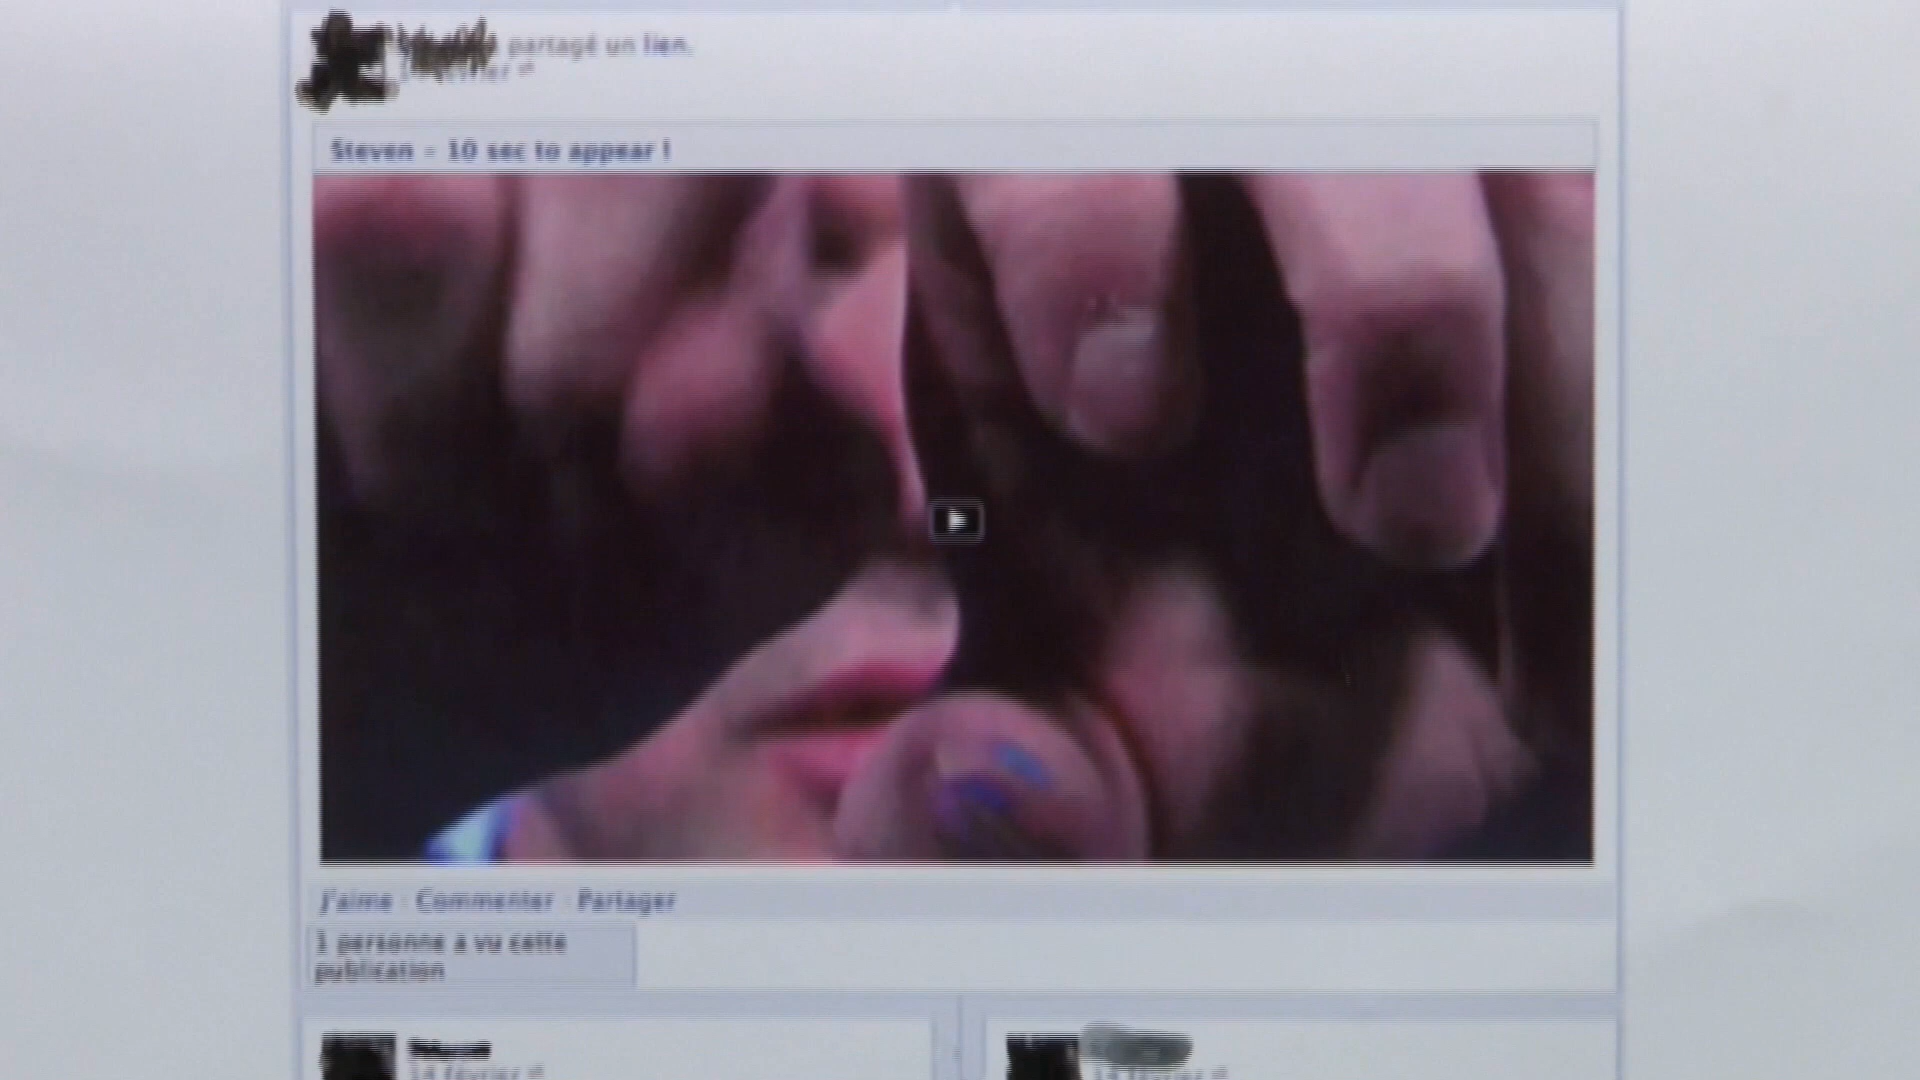 partagé un lien.
février
Steven - 10 sec to appear !
J'aime · Commenter · Partager
1 personne a vu cette
publication
14 février
février